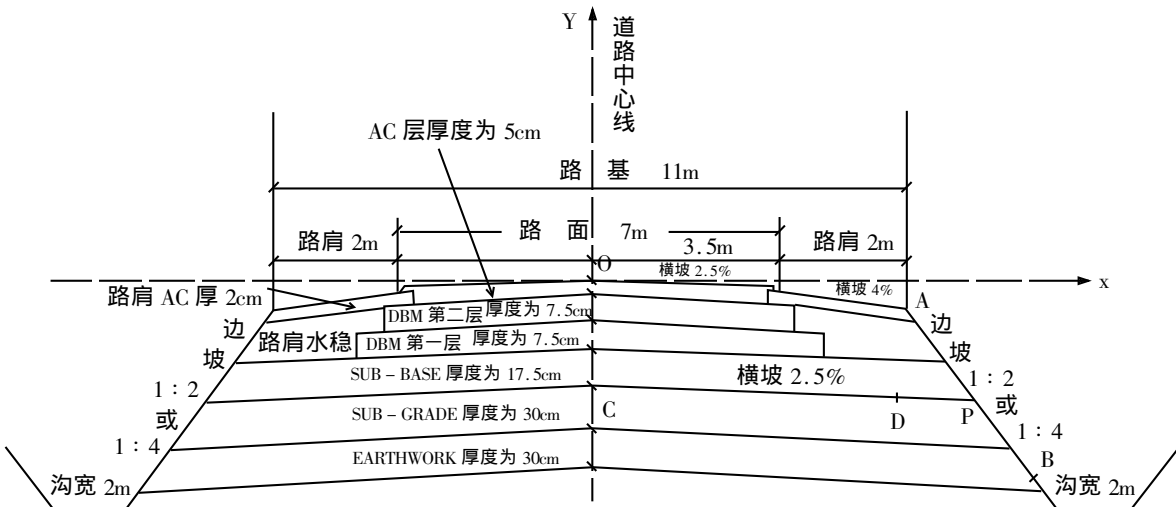 Y
道路中心线
AC 层厚度为 5cm
路 基 11m
路肩 2m
路 面 7m
3.5m
路肩 2m
O
横坡 2.5%
x
路肩 AC 厚 2cm
横坡 4%
A
边坡
1∶2
或
1∶4
路肩水稳
DBM 第二层 厚度为 7.5cm
DBM 第一层 厚度为 7.5cm
边坡
1∶2
或
1∶4
SUB－BASE 厚度为 17.5cm
横坡 2.5%
SUB－GRADE 厚度为 30cm
C
D
P
EARTHWORK 厚度为 30cm
B
沟宽 2m
沟宽 2m